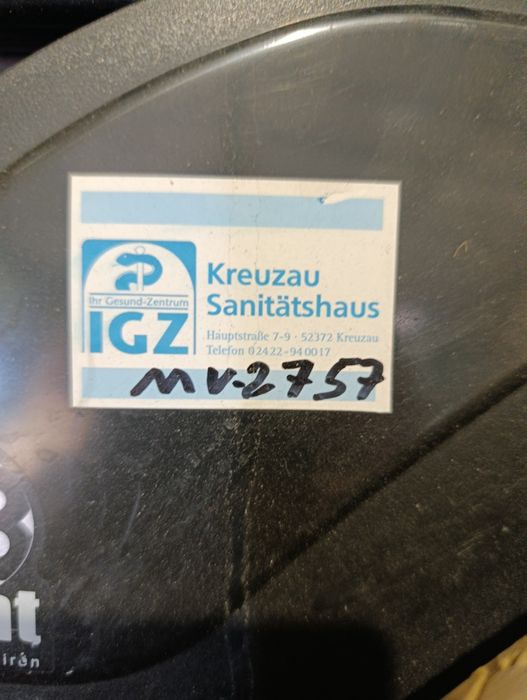 Ihr Gesund-Zentrum
IGZ
Kreuzau
Sanitätshaus
Hauptstraße 7-9 · 52372 Kreuzau
Telefon 02422-940017
MV-2757